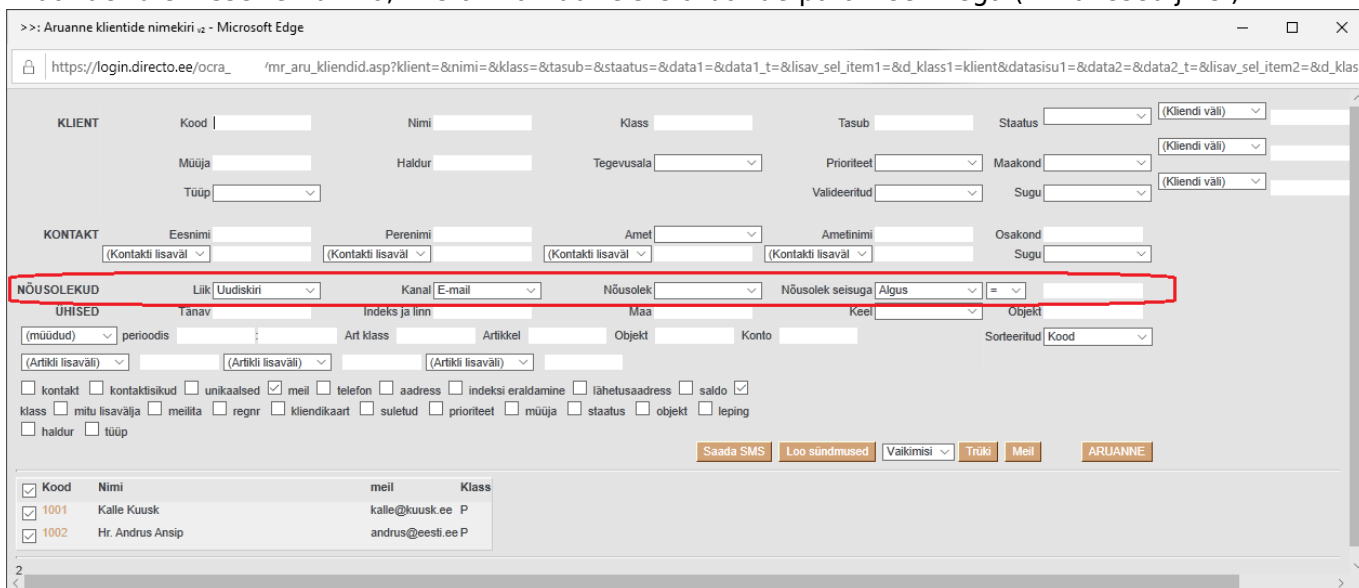 >>: Aruanne klientide nimekiri v2 - Microsoft Edge
https://login.directo.ee/ocra_ /mr_aru_kliendid.asp?klient=&nimi=&klass=&tasub=&staatus=&data1=&data1_t=&lisav_sel_item1=&d_klass1=klient&datasisu1=&data2=&data2_t=&lisav_sel_item2=&d_klas
KLIENT Kood Nimi Klass Tasub Staatus (Kliendi väli)
(Kliendi väli)
Müüja Haldur Tegevusala Prioriteet Maakond
Tüüp Valideeritud Sugu (Kliendi väli)
KONTAKT Eesnimi Perenimi Amet Ametinimi Osakond
(Kontakti lisaväl (Kontakti lisaväl (Kontakti lisaväl (Kontakti lisaväl Sugu
NÕUSOLEKUD Liik Uudiskiri Kanal E-mail Nõusolek Nõusolek seisuga Algus =
ÜHISED Tänav Indeks ja linn Maa Keel Objekt
(müüdud) perioodis : Art klass Artikkel Objekt Konto Sorteeritud Kood
(Artikli lisaväli) (Artikli lisaväli) (Artikli lisaväli)
kontakt kontaktisikud unikaalsed meil telefon aadress indeksi eraldamine lähetusaadress saldo
klass mitu lisavälja meilita regnr kliendikaart suletud prioriteet müüja staatus objekt leping
haldur tüüp
Saada SMS Loo sündmused Vaikimisi Trüki Meil ARUANNE
Kood Nimi meil Klass
1001 Kalle Kuusk kalle@kuusk.ee P
1002 Hr. Andrus Ansip andrus@eesti.ee P
2